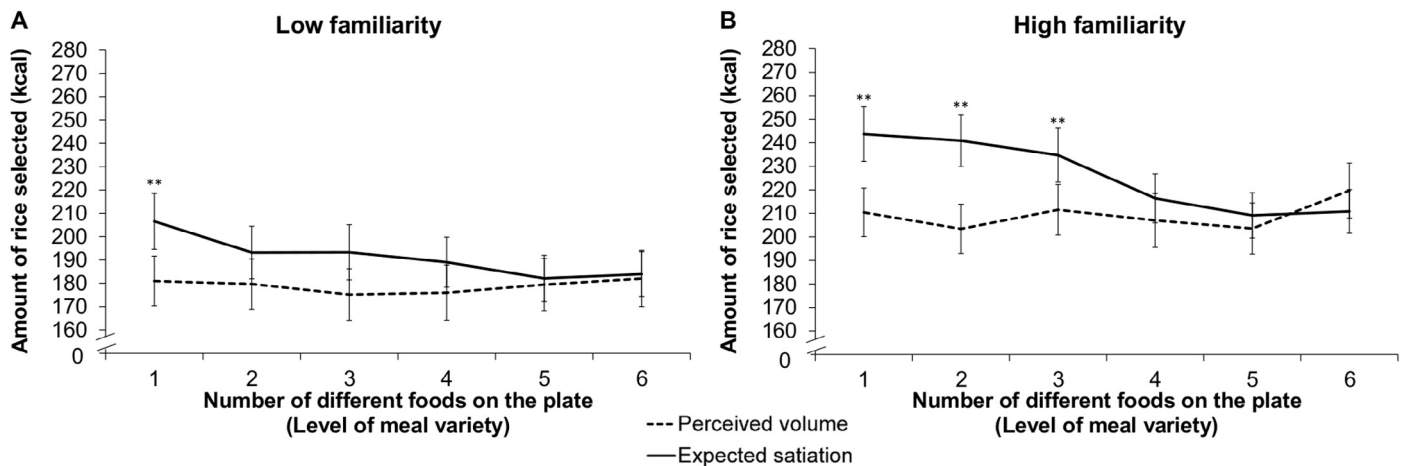 A
Low familiarity
Amount of rice selected (kcal)
280
270
260
250
240
230
220
210
200
190
180
170
160
0
**
1 2 3 4 5 6
Number of different foods on the plate
(Level of meal variety)
B
High familiarity
Amount of rice selected (kcal)
280
270
260
250
240
230
220
210
200
190
180
170
160
0
** ** **
1 2 3 4 5 6
Number of different foods on the plate
(Level of meal variety)
Perceived volume
Expected satiation